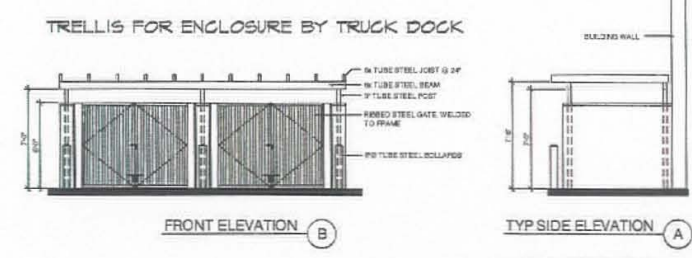 TRELLIS FOR ENCLOSURE BY TRUCK DOCK
BUILDING WALL
TUBE STEEL JOIST @ 24"
TUBE STEEL BEAM
TUBE STEEL POST
RIBBED STEEL GATE, WELDED
TO FRAME
TUBE STEEL BOLLARDS
FRONT ELEVATION
B
TYP SIDE ELEVATION
A